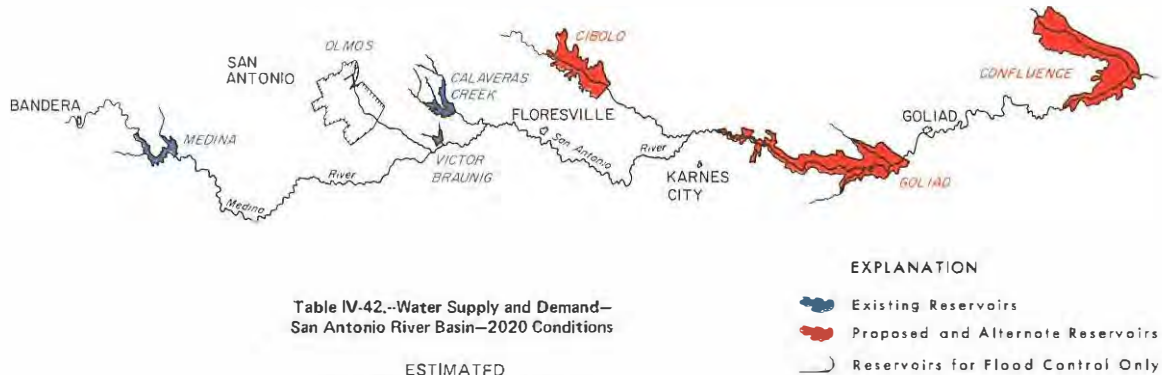 OLMOS
CIBOLO
SAN
ANTONIO
CALAVERAS
CREEK
CONFLUENCE
BANDERA
FLORESVILLE
GOLIAD
MEDINA
San Antonio
River
VICTOR
BRAUNIG
River
KARNES
CITY
GOLIAD
Medina
EXPLANATION
Table IV-42.--Water Supply and Demand—
San Antonio River Basin—2020 Conditions
Existing Reservoirs
Proposed and Alternate Reservoirs
ESTIMATED
Reservoirs for Flood Control Only